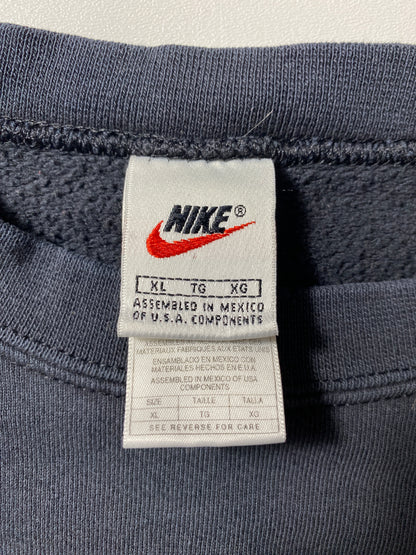 NIKE®
XL TG XG
ASSEMBLED IN MEXICO
OF U.S.A. COMPONENTS
MATERIAUX FABRIQUES AUX ETATS UNIS
ENSAMBLADO EN MEXICO CON
MATERIALES HECHOS EN E.U.A.
ASSEMBLED IN MEXICO OF USA
COMPONENTS
SIZE TAILLE TALLA
XL TG XG
SEE REVERSE FOR CARE